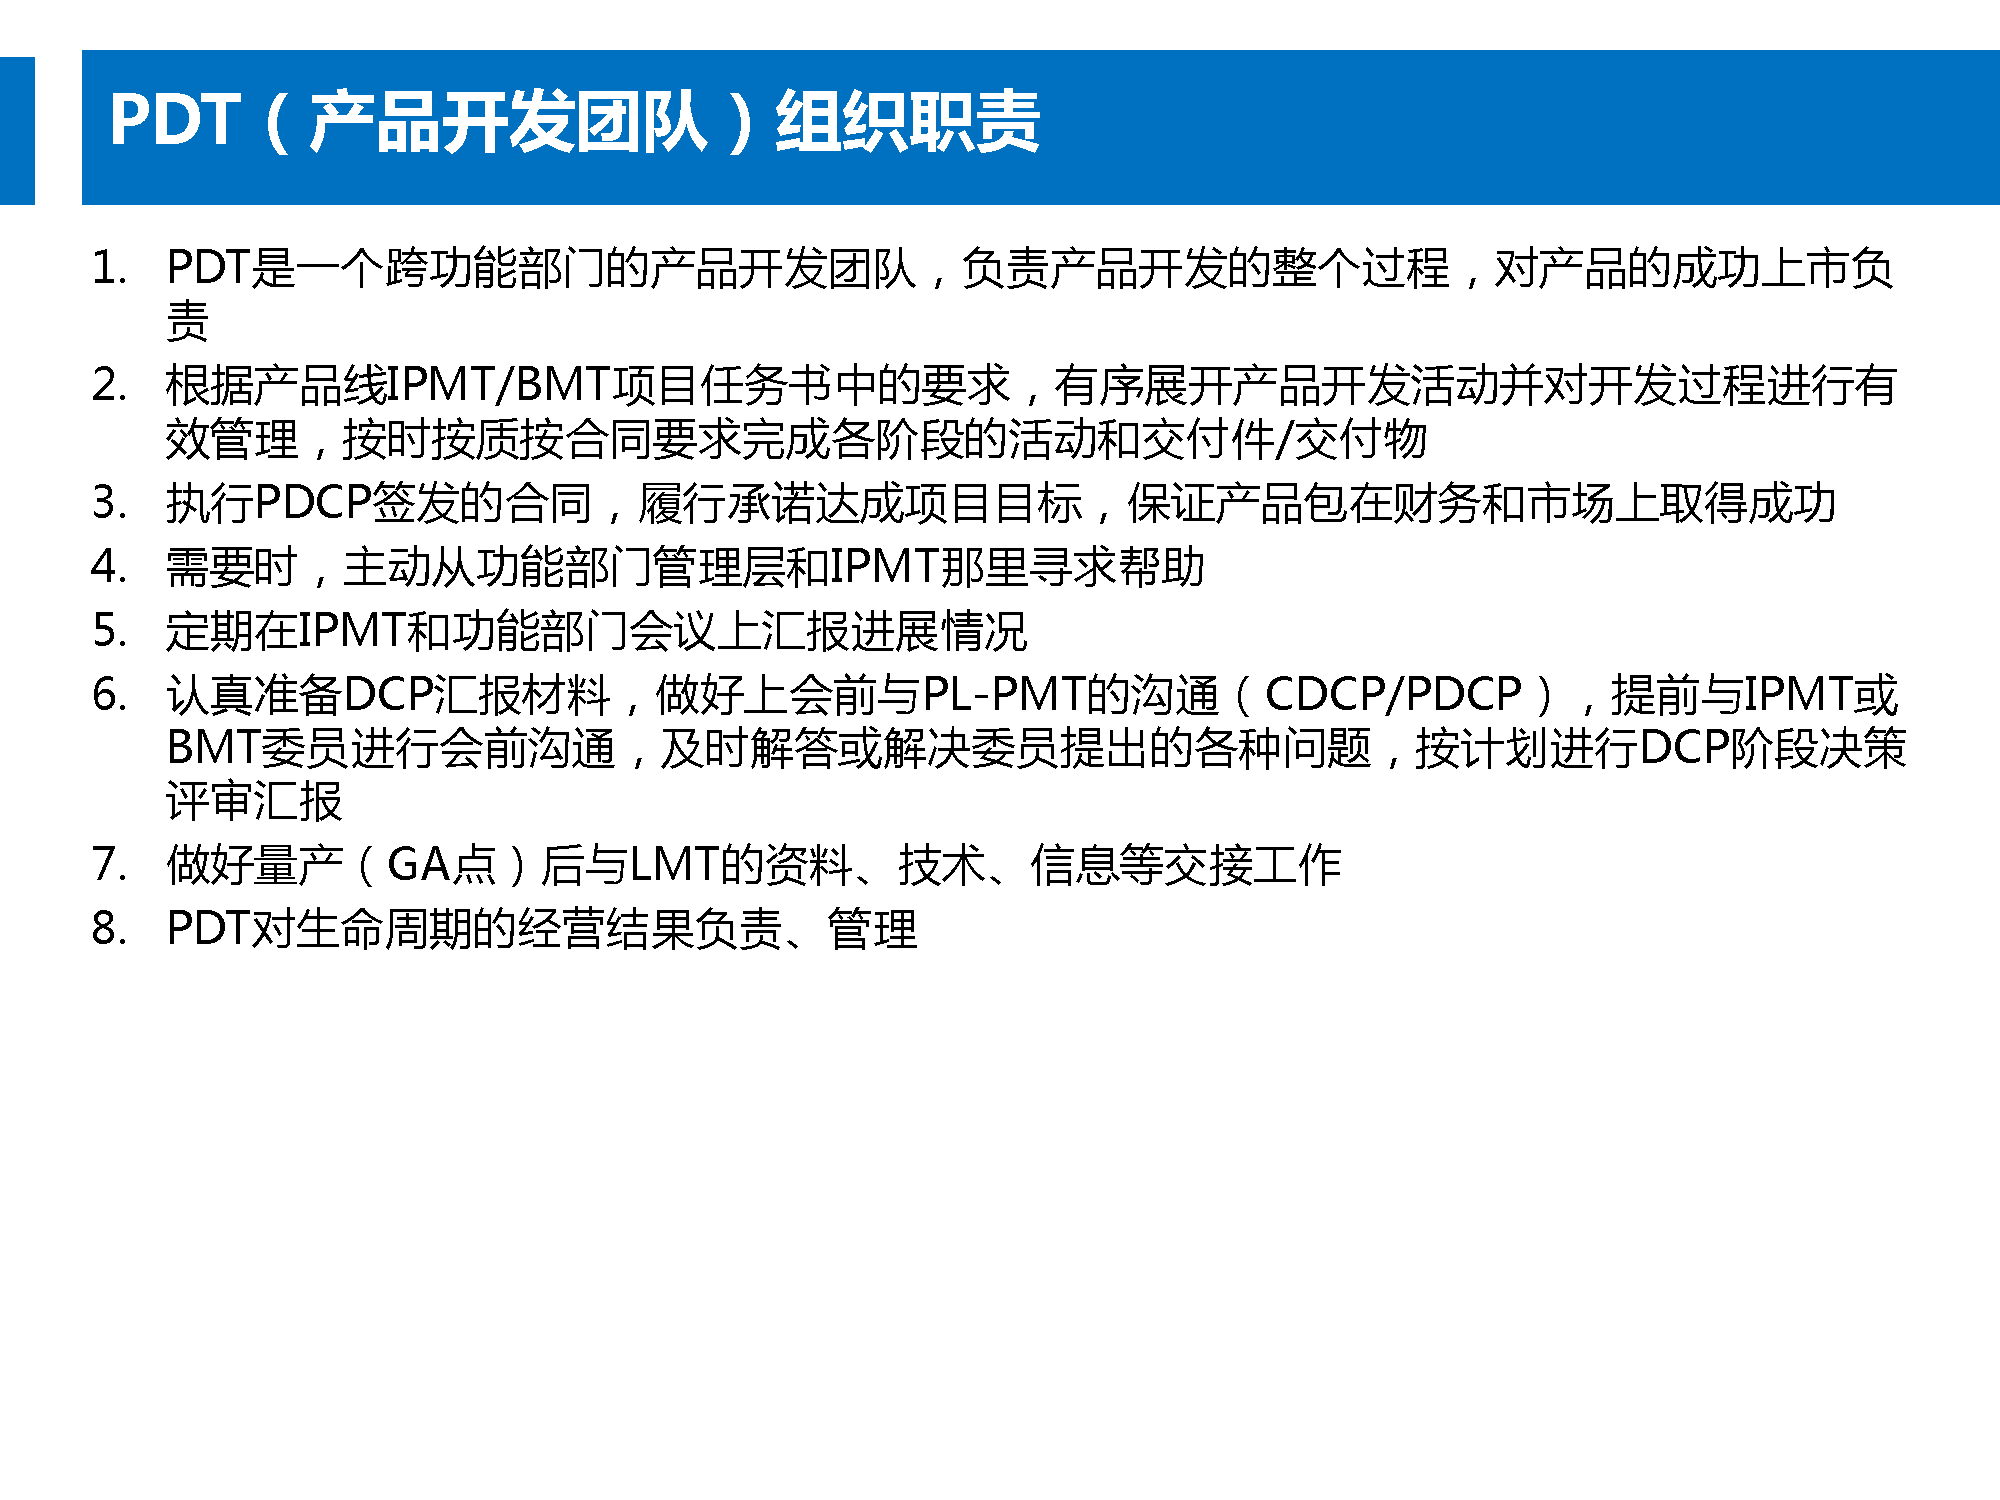 PDT（产品开发团队）组织职责
1. PDT是一个跨功能部门的产品开发团队，负责产品开发的整个过程，对产品的成功上市负
责
2. 根据产品线IPMT/BMT项目任务书中的要求，有序展开产品开发活动并对开发过程进行有
效管理，按时按质按合同要求完成各阶段的活动和交付件/交付物
3. 执行PDCP签发的合同，履行承诺达成项目目标，保证产品包在财务和市场上取得成功
4. 需要时，主动从功能部门管理层和IPMT那里寻求帮助
5. 定期在IPMT和功能部门会议上汇报进展情况
6. 认真准备DCP汇报材料，做好上会前与PL-PMT的沟通（CDCP/PDCP），提前与IPMT或
BMT委员进行会前沟通，及时解答或解决委员提出的各种问题，按计划进行DCP阶段决策
评审汇报
7. 做好量产（GA点）后与LMT的资料、技术、信息等交接工作
8. PDT对生命周期的经营结果负责、管理